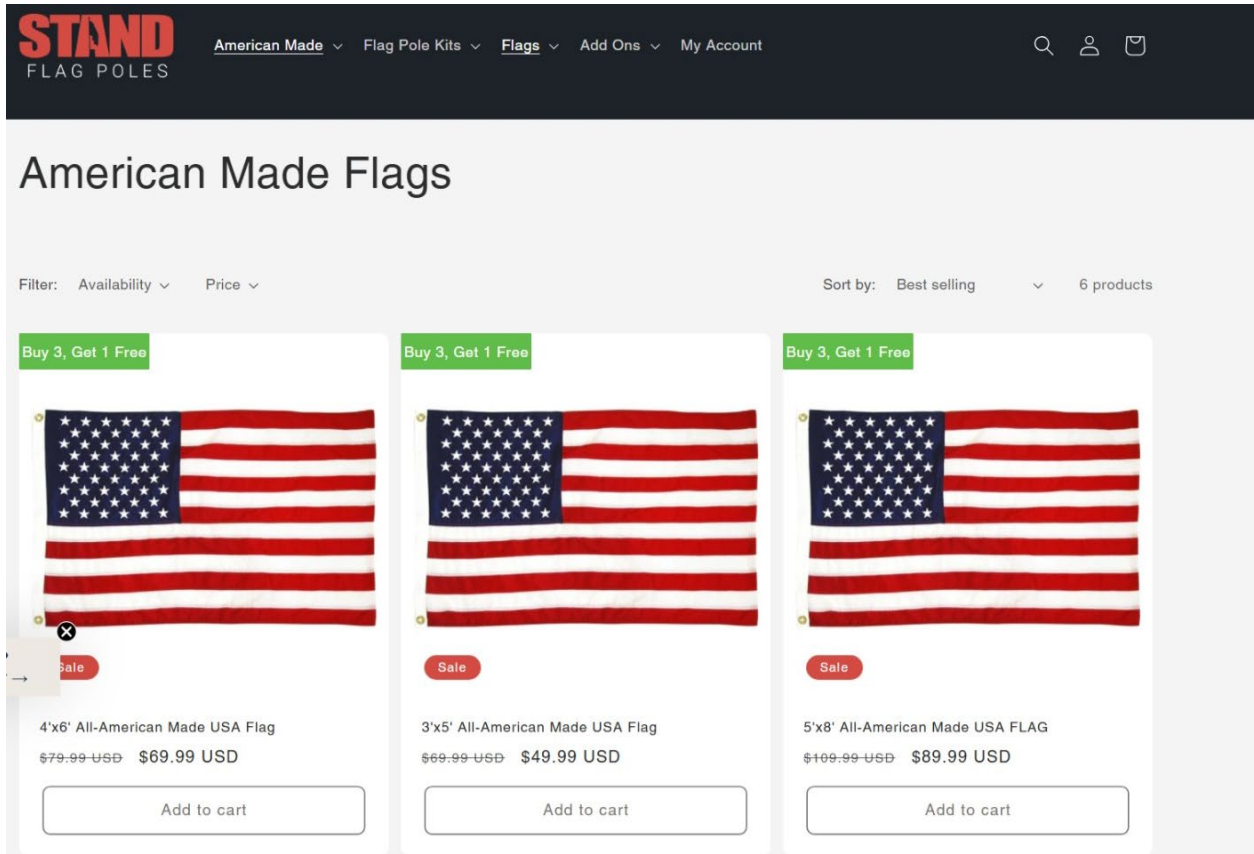 STAND
FLAG POLES
American Made Flag Pole Kits Flags Add Ons My Account
American Made Flags
Filter: Availability Price Sort by: Best selling 6 products
Buy 3, Get 1 Free Buy 3, Get 1 Free Buy 3, Get 1 Free
Sale Sale Sale
4'x6' All-American Made USA Flag 3'x5' All-American Made USA Flag 5'x8' All-American Made USA FLAG
$79.99 USD $69.99 USD $69.99 USD $49.99 USD $109.99 USD $89.99 USD
Add to cart Add to cart Add to cart